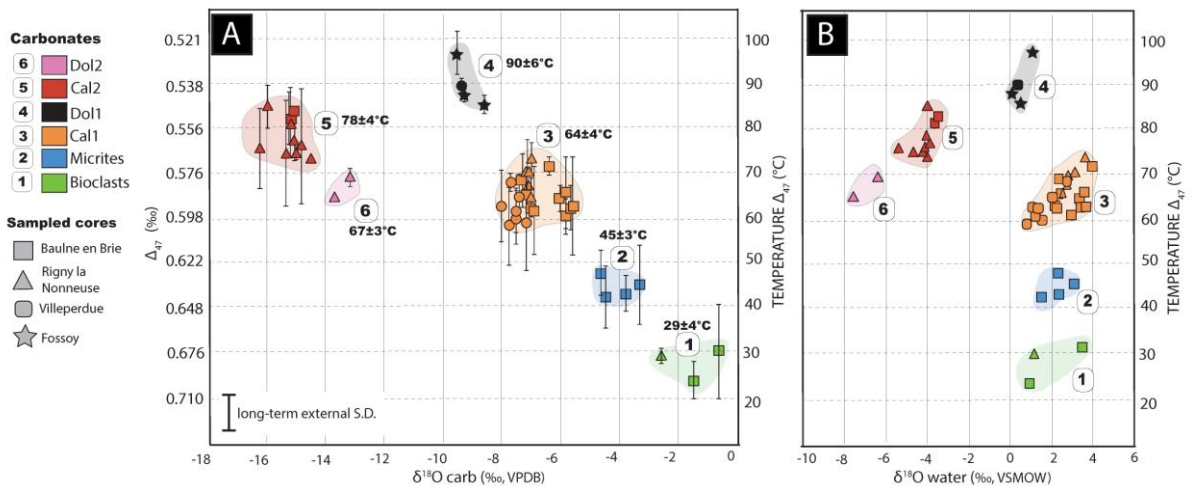 Carbonates
6 Dol2
5 Cal2
4 Dol1
3 Cal1
2 Micrites
1 Bioclasts
Sampled cores
Baulne en Brie
Rigny la
Nonneuse
Villeperdue
Fossoy
A
Δ47 (‰)
0.521
0.538
0.556
0.576
0.598
0.622
0.648
0.676
0.710
4 90±6°C
5 78±4°C
3 64±4°C
6
67±3°C
45±3°C
2
29±4°C
1
long-term external S.D.
-18 -16 -14 -12 -10 -8 -6 -4 -2 0
δ18O carb (‰, VPDB)
100
90
80
70
60
50
40
30
20
TEMPERATURE Δ47 (°C)
B
4
5
6
3
2
1
-8 -6 -4 -2 0 2 4 6
δ18O water (‰, VSMOW)
100
90
80
70
60
50
40
30
20
TEMPERATURE Δ47 (°C)